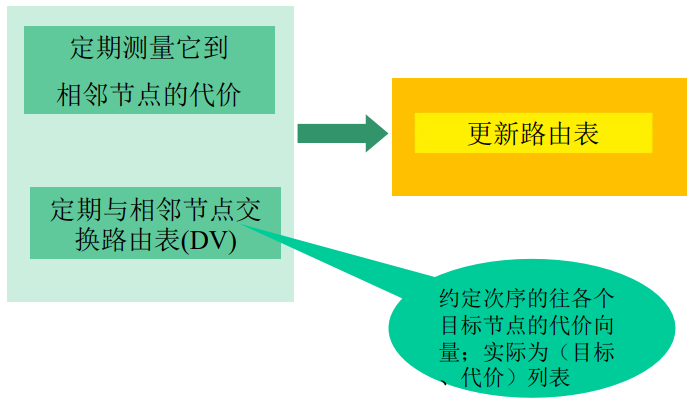 定期测量它到
相邻节点的代价
更新路由表
定期与相邻节点交
换路由表(DV)
约定次序的往各个
目标节点的代价向
量；实际为（目标
、代价）列表